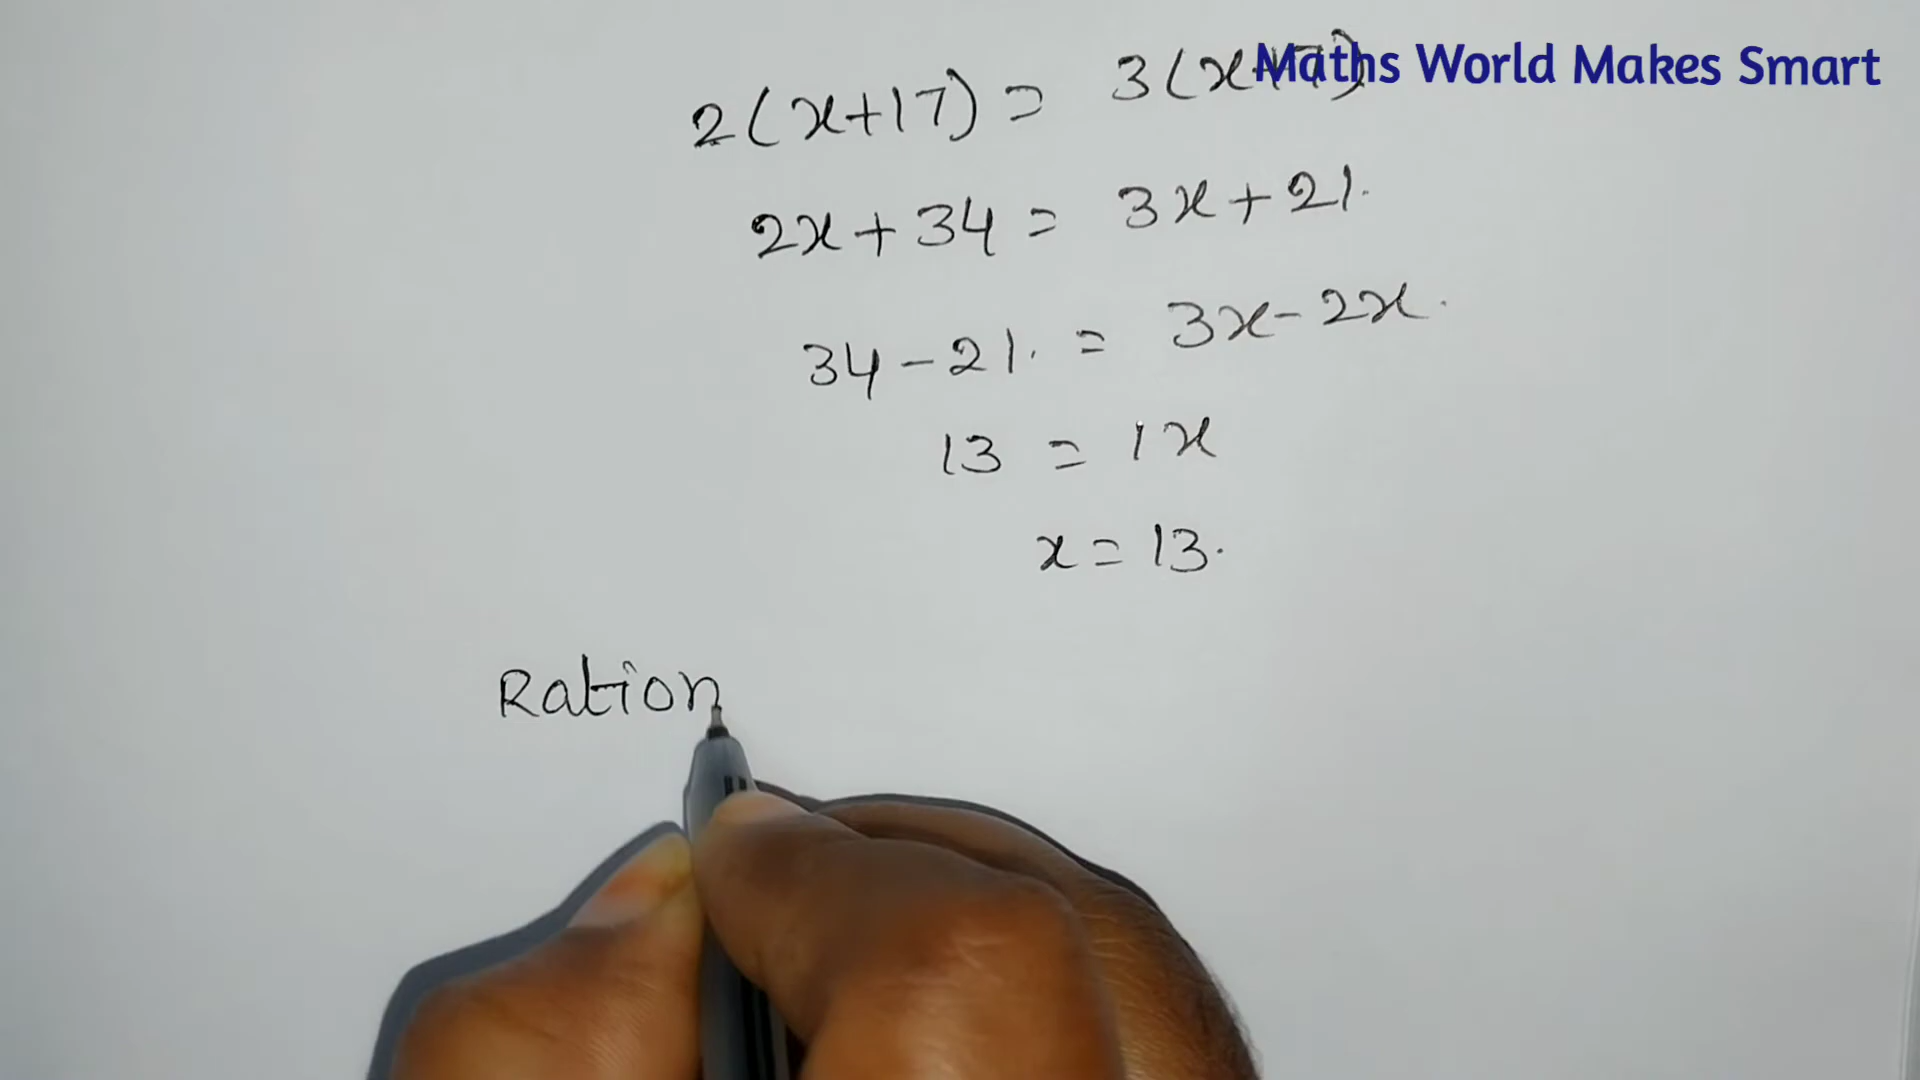 Maths World Makes Smart
2(x+17) = 3(x+7)
2x+34 = 3x+21.
34-21. = 3x-2x.
13 = 1x
x=13.
Ration